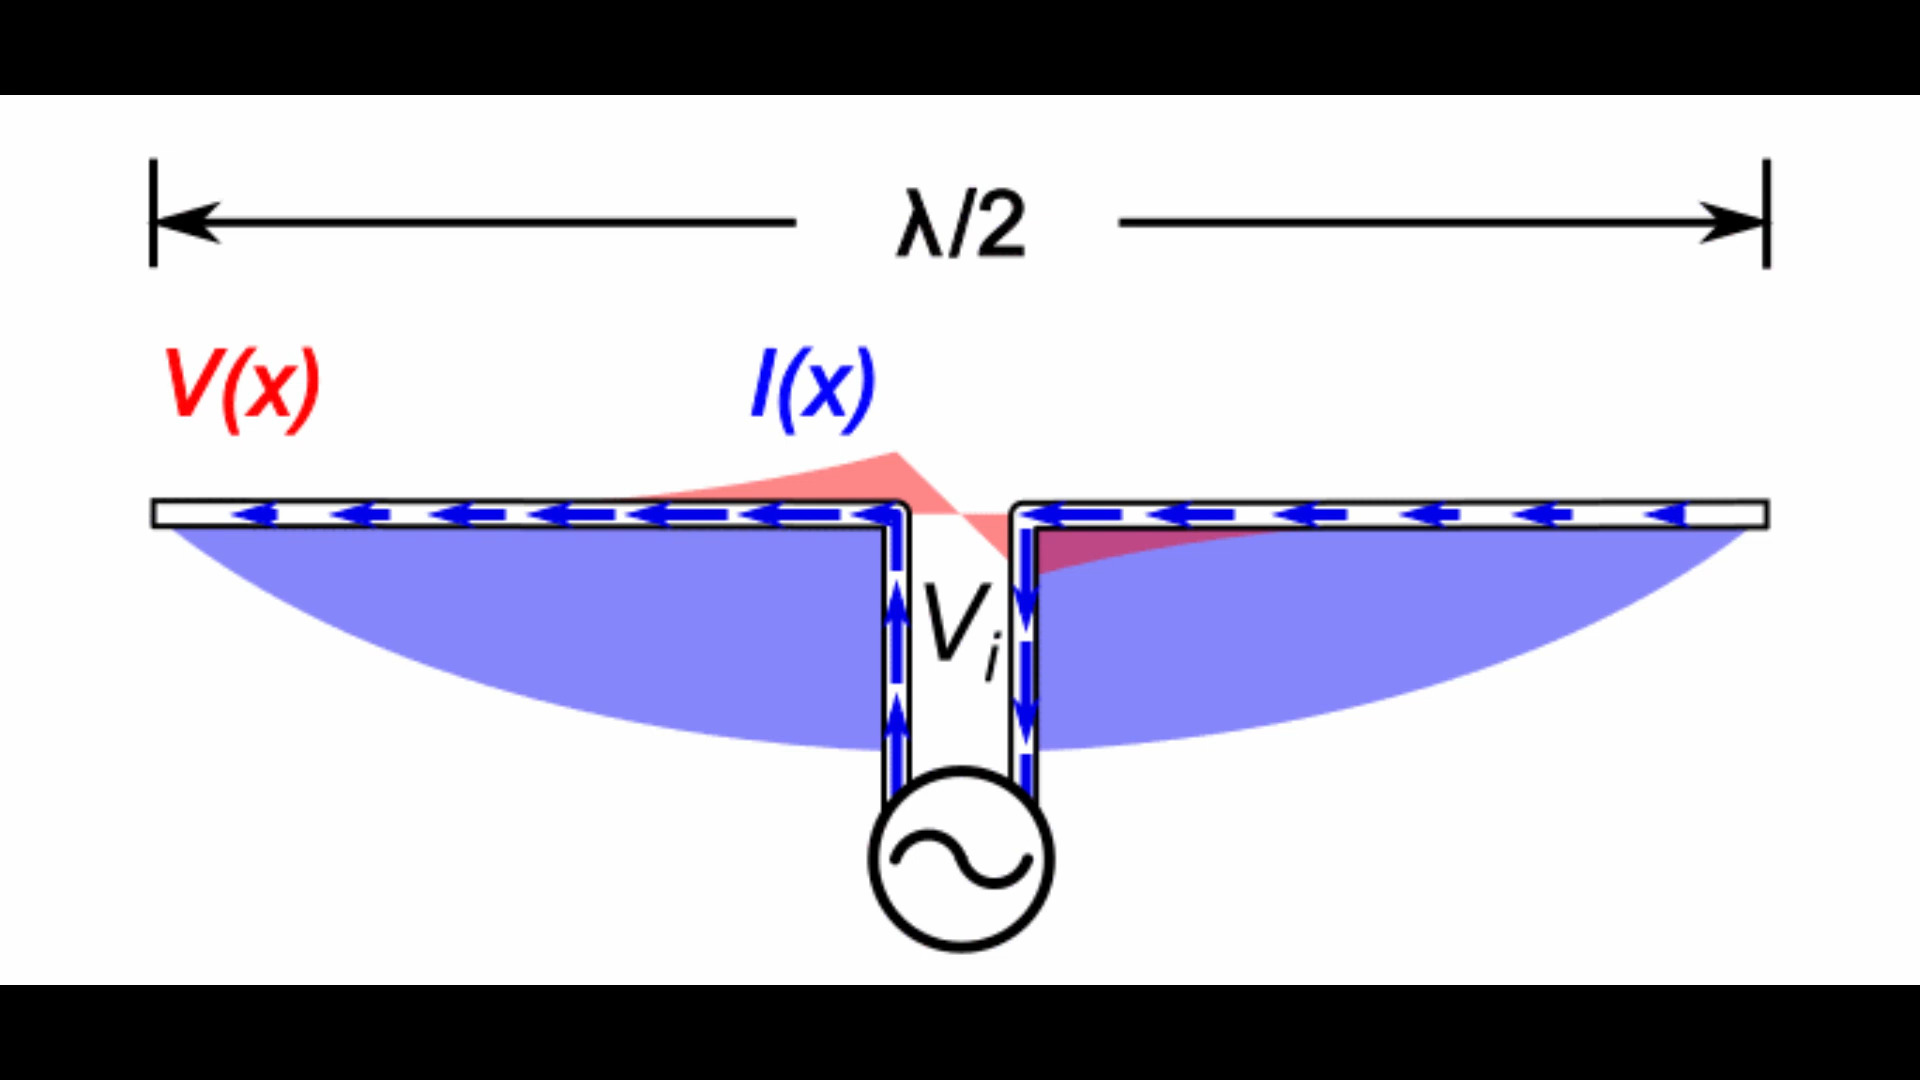 λ/2
V(x) I(x)
Vᵢ